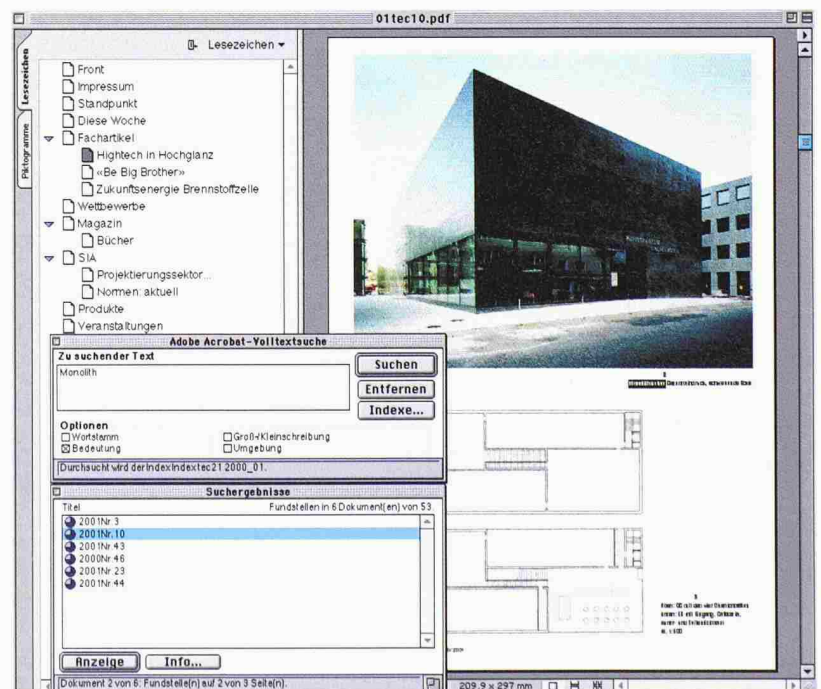 01tec10.pdf
Lesezeichen
Lesezeichen
Piktogramme
Front
Impressum
Standpunkt
Diese Woche
Fachartikel
Hightech in Hochglanz
«Be Big Brother»
Zukunftsenergie Brennstoffzelle
Wettbewerbe
Magazin
Bücher
SIA
Projektierungssektor...
Normen: aktuell
Produkte
Veranstaltungen
Adobe Acrobat-Volltextsuche
Zu suchender Text
Monolith
Suchen
Entfernen
Indexe...
Optionen
Wortstamm
Groß-/Kleinschreibung
Bedeutung
Umgebung
Durchsucht wird der Index Indextec21 2000_01.
Suchergebnisse
Titel
Fundstellen in 6 Dokument(en) von 53.
2001Nr.3
2001Nr.10
2001Nr.43
2000Nr.46
2001Nr.23
2001Nr.44
Anzeige
Info...
Dokument 2 von 6: Fundstelle(n) auf 2 von 3 Seite(n).
209,9 x 297 mm